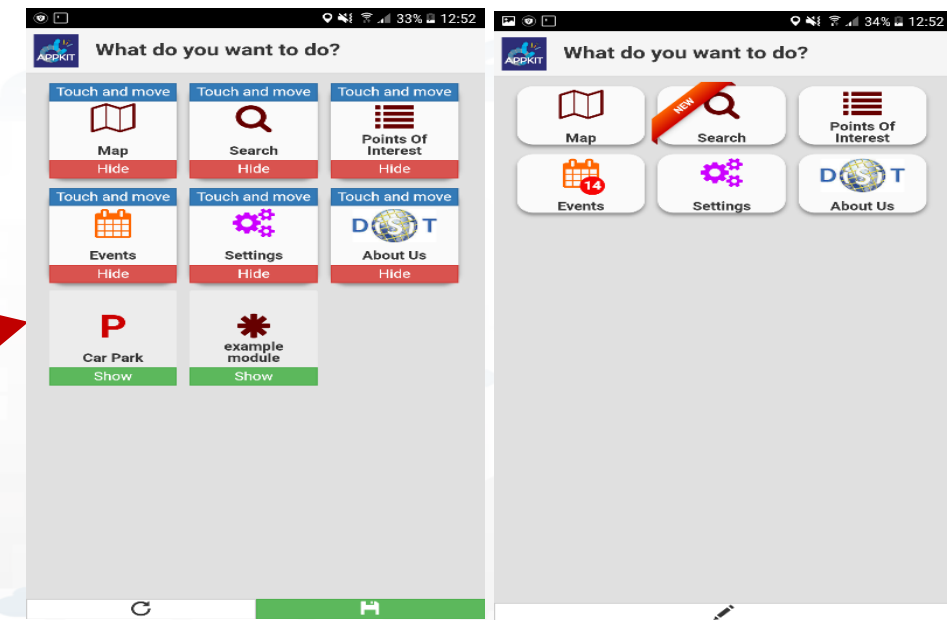 33% 12:52
APPKIT What do you want to do?
Touch and move Touch and move Touch and move
Map Search Points Of
Interest
Hide Hide Hide
Touch and move Touch and move Touch and move
D S T
Events Settings About Us
Hide Hide Hide
P
Car Park example
module
Show Show
34% 12:52
APPKIT What do you want to do?
NEW
Map Search Points Of
Interest
14
D S T
Events Settings About Us